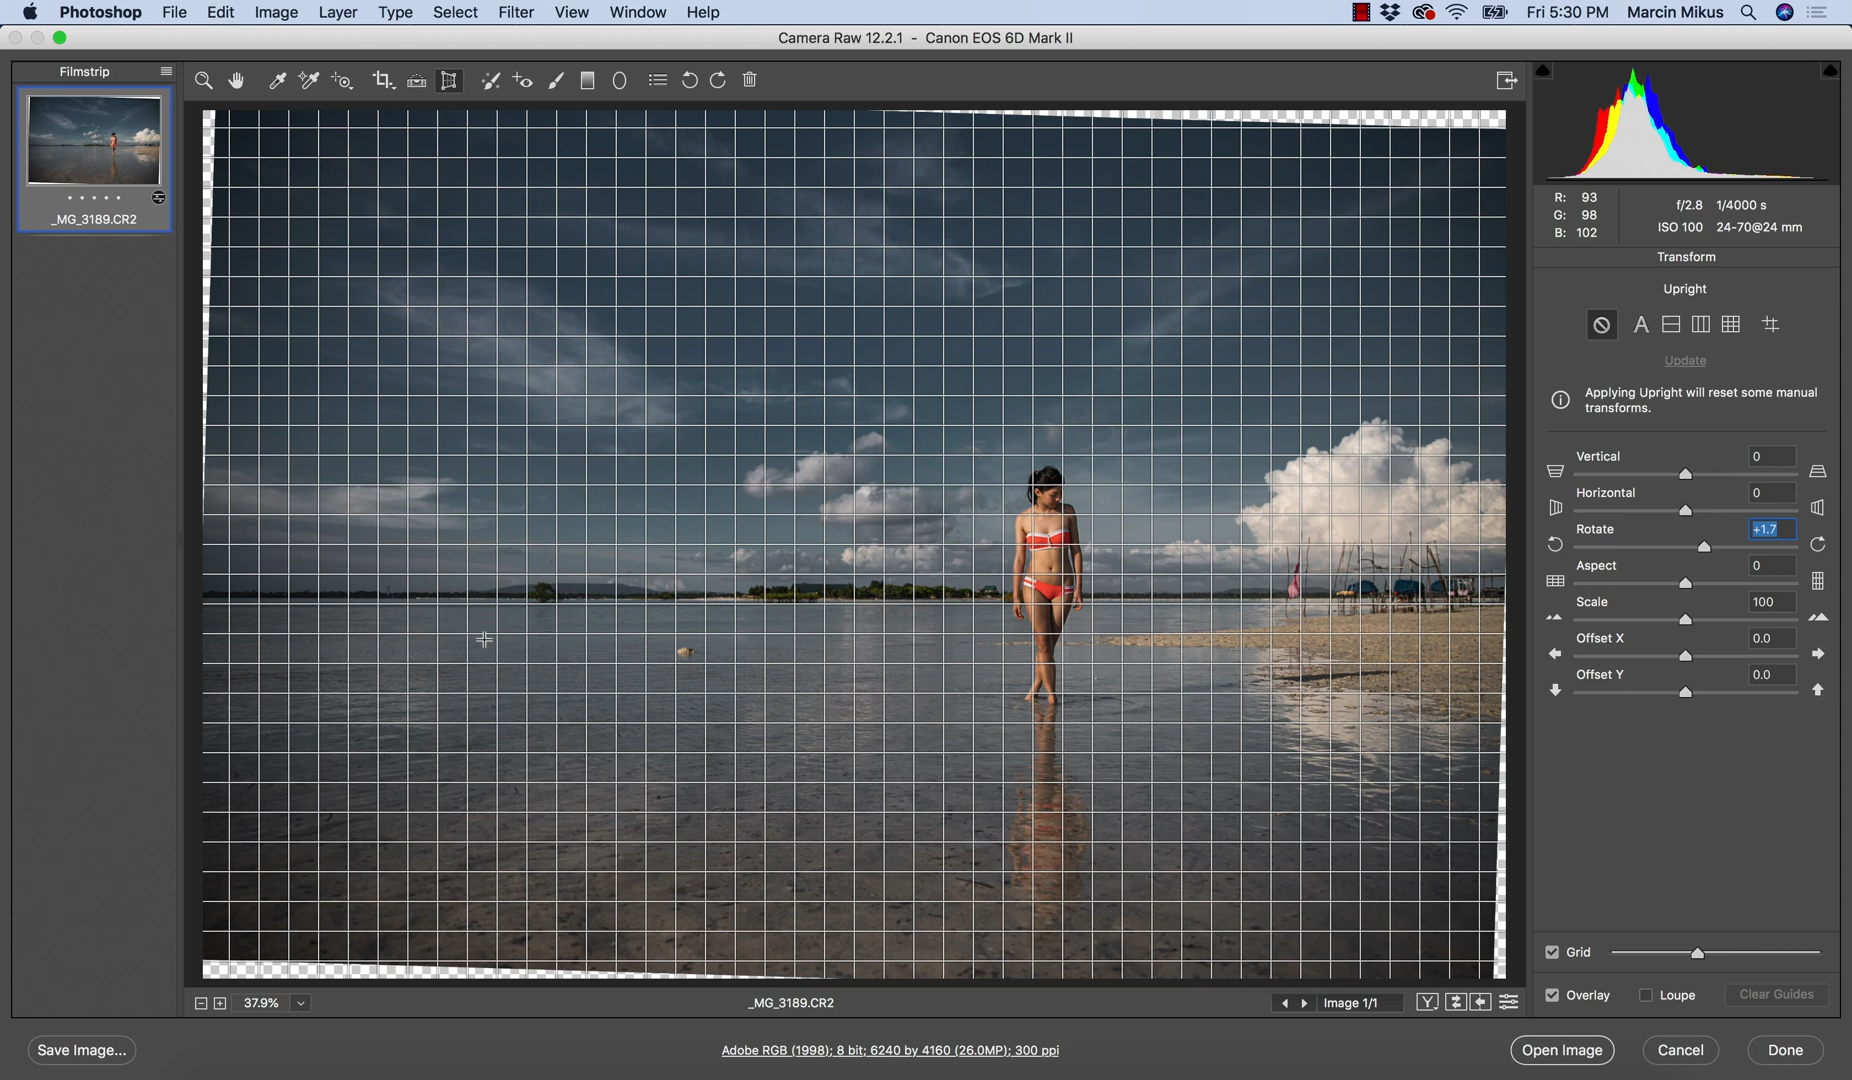 Photoshop File Edit Image Layer Type Select Filter View Window Help Fri 5:30 PM Marcin Mikus
Camera Raw 12.2.1 - Canon EOS 6D Mark II
Filmstrip
_MG_3189.CR2
R: 93
G: 98
B: 102
f/2.8 1/4000 s
ISO 100 24-70@24 mm
Transform
Upright
A
Update
Applying Upright will reset some manual
transforms.
Vertical 0
Horizontal 0
Rotate +1.7
Aspect 0
Scale 100
Offset X 0.0
Offset Y 0.0
Grid
Overlay Loupe Clear Guides
37.9% _MG_3189.CR2 Image 1/1 Y
Save Image... Adobe RGB (1998); 8 bit; 6240 by 4160 (26.0MP); 300 ppi Open Image Cancel Done